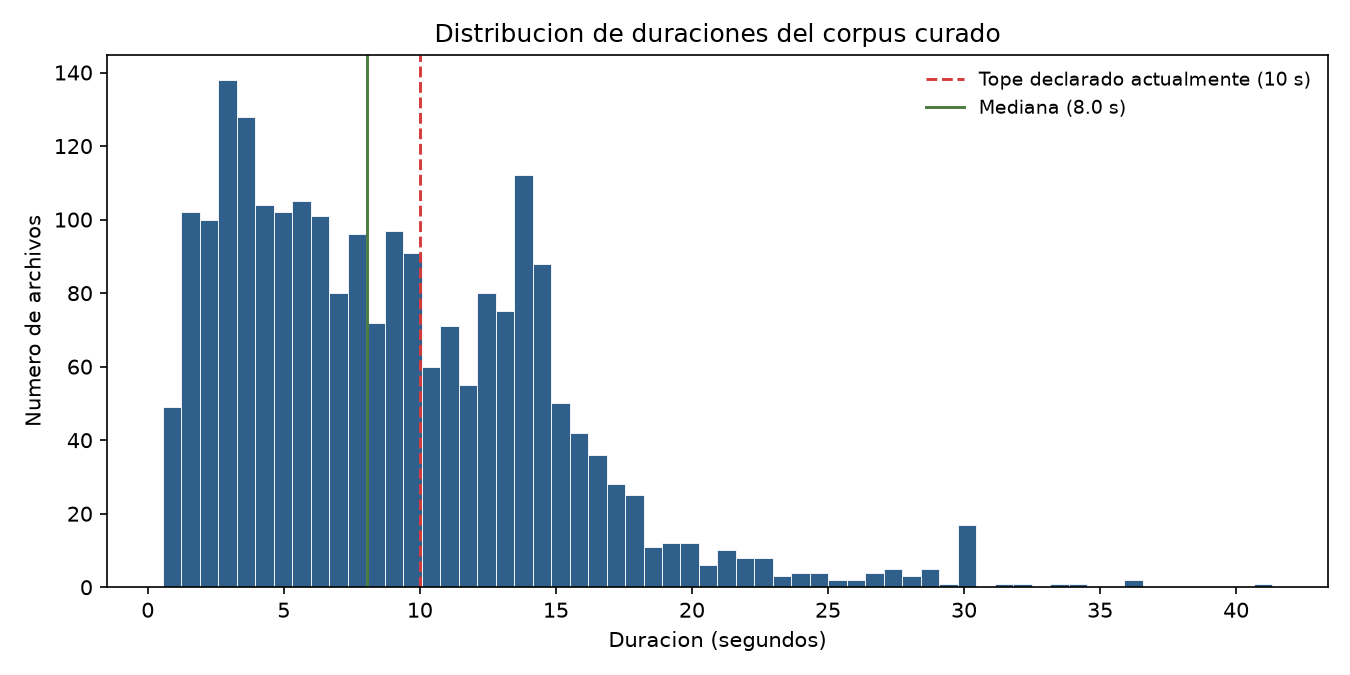 Distribucion de duraciones del corpus curado
Tope declarado actualmente (10 s)
Mediana (8.0 s)
Numero de archivos
140
120
100
80
60
40
20
0
0 5 10 15 20 25 30 35 40
Duracion (segundos)